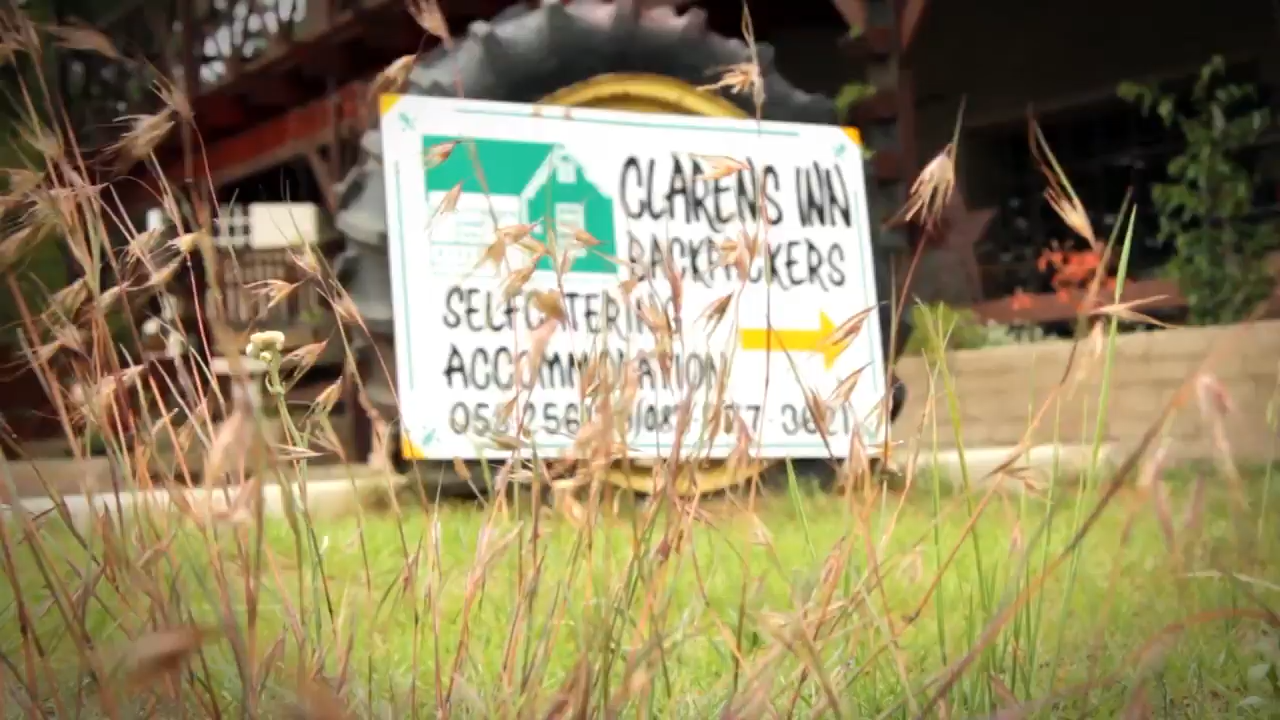 CLARENS INN
BACKPACKERS
SELFCATERING
ACCOMMODATION